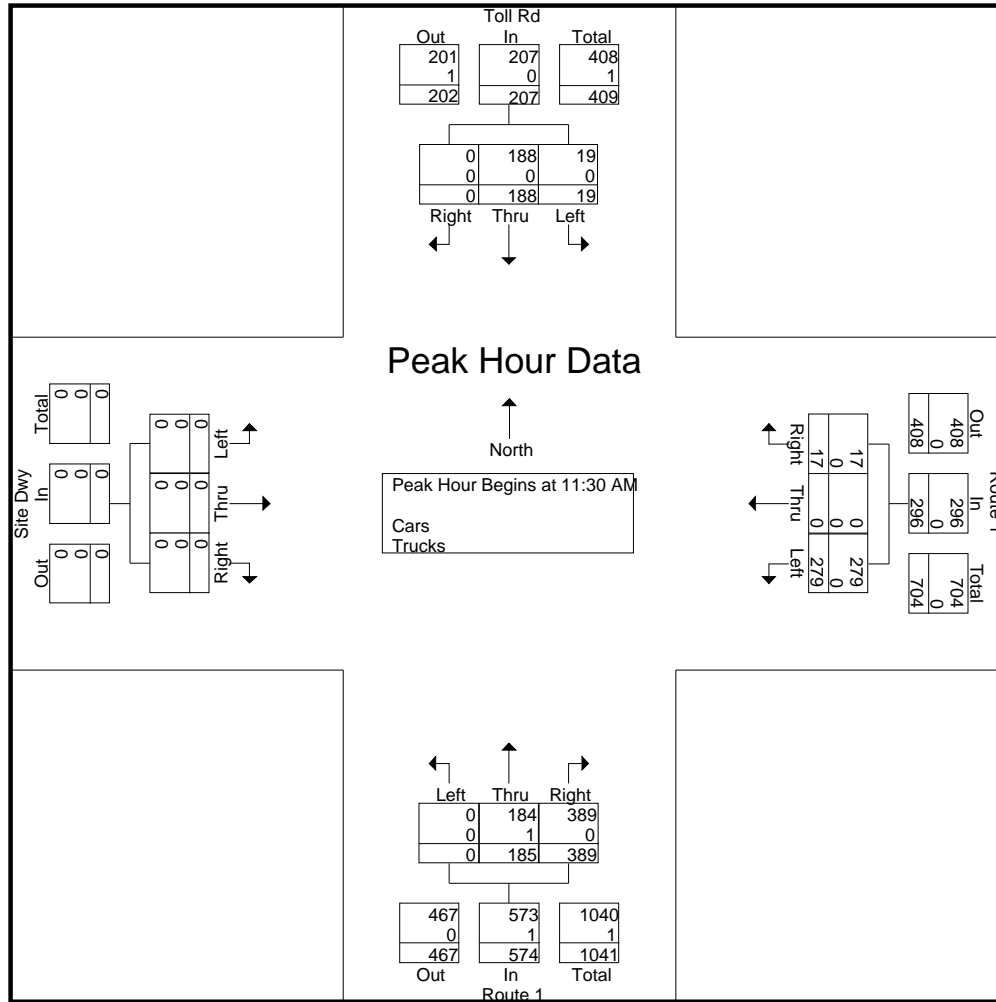 Toll Rd
Out In Total
201 207 408
1 0 1
202 207 409
0 188 19
0 0 0
0 188 19
Right Thru Left
Peak Hour Data
North
Peak Hour Begins at 11:30 AM
Cars
Trucks
Site Dwy
Total In Out
0 0 0
0 0 0
0 0 0
Left Thru Right
0 0 0
0 0 0
0 0 0
Route 1
Out In Total
408 296 704
0 0 0
408 296 704
Right Thru Left
17 0 279
0 0 0
17 0 279
Left Thru Right
0 184 389
0 1 0
0 185 389
467 573 1040
0 1 1
467 574 1041
Out In Total
Route 1